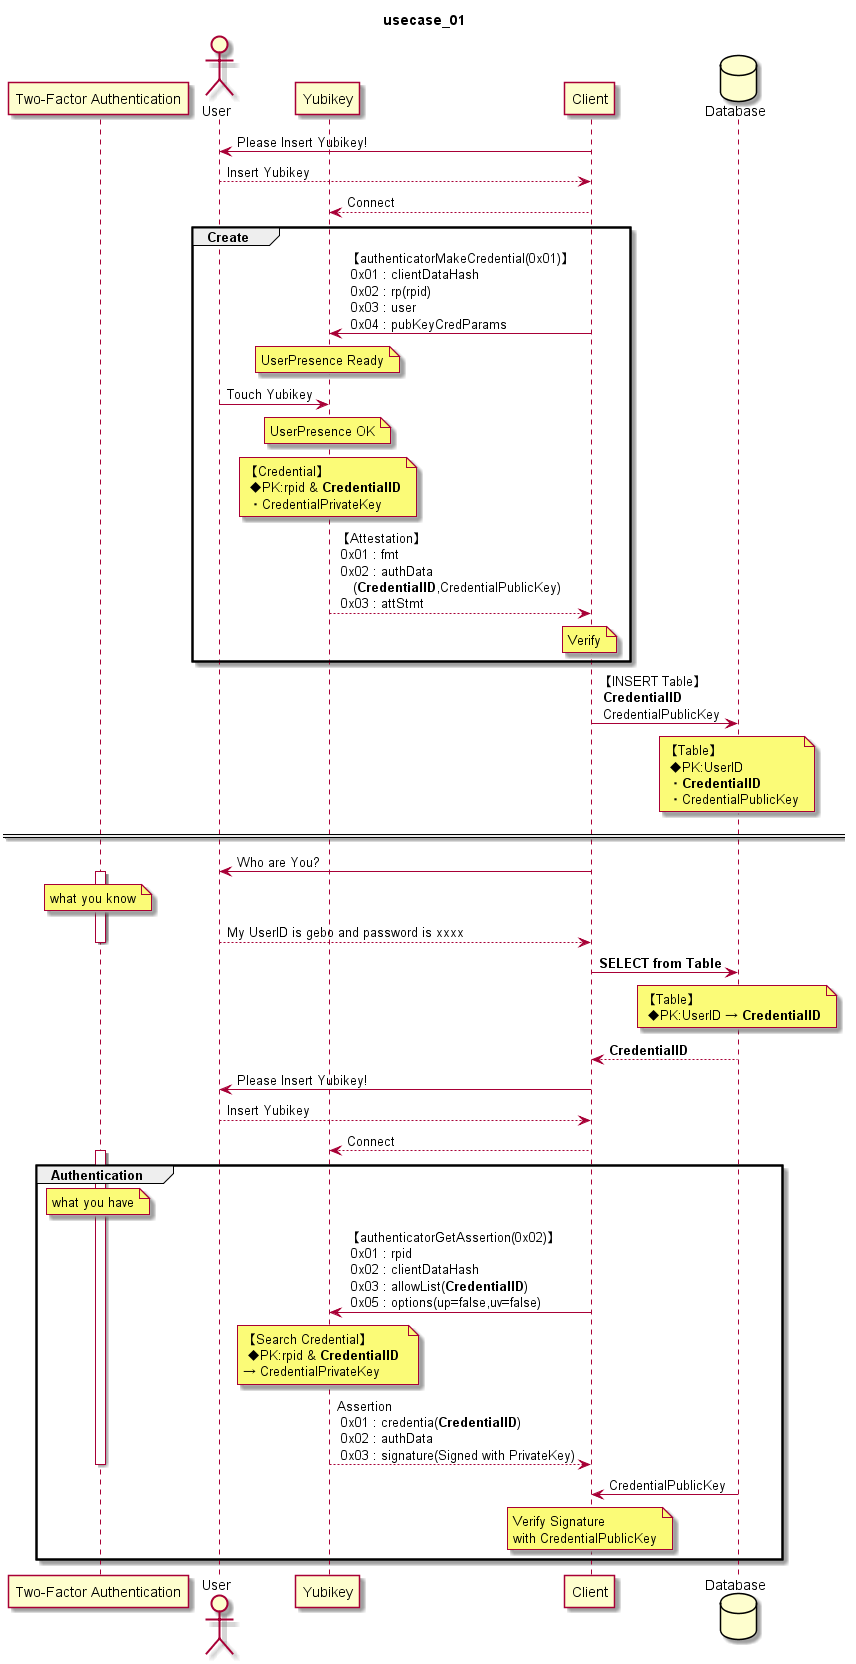 usecase_01
Two-Factor Authentication
User
Yubikey
Client
Database
Please Insert Yubikey!
Insert Yubikey
Connect
Create
【authenticatorMakeCredential(0x01)】
0x01 : clientDataHash
0x02 : rp(rpid)
0x03 : user
0x04 : pubKeyCredParams
UserPresence Ready
Touch Yubikey
UserPresence OK
【Credential】
◆PK:rpid & CredentialID
・CredentialPrivateKey
【Attestation】
0x01 : fmt
0x02 : authData
(CredentialID,CredentialPublicKey)
0x03 : attStmt
Verify
【INSERT Table】
CredentialID
CredentialPublicKey
【Table】
◆PK:UserID
・CredentialID
・CredentialPublicKey
Who are You?
what you know
My UserID is gebo and password is xxxx
SELECT from Table
【Table】
◆PK:UserID → CredentialID
CredentialID
Please Insert Yubikey!
Insert Yubikey
Connect
Authentication
what you have
【authenticatorGetAssertion(0x02)】
0x01 : rpid
0x02 : clientDataHash
0x03 : allowList(CredentialID)
0x05 : options(up=false,uv=false)
【Search Credential】
◆PK:rpid & CredentialID
→ CredentialPrivateKey
Assertion
0x01 : credentia(CredentialID)
0x02 : authData
0x03 : signature(Signed with PrivateKey)
CredentialPublicKey
Verify Signature
with CredentialPublicKey
Two-Factor Authentication
User
Yubikey
Client
Database